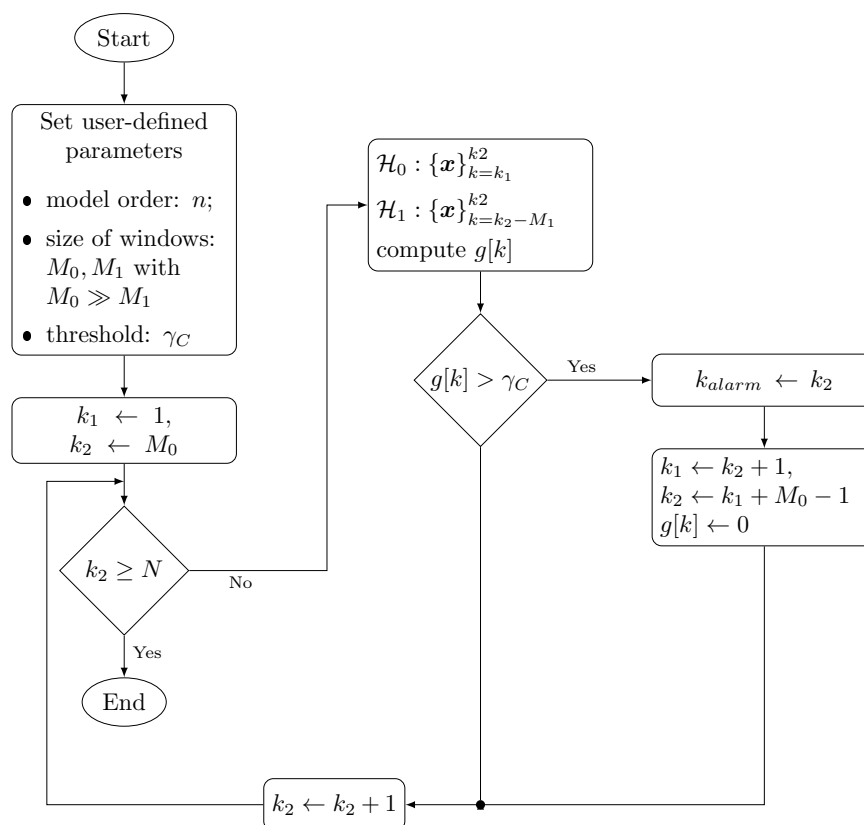 Start
Set user-defined
parameters
• model order: n;
• size of windows:
M₀, M₁ with
M₀ ≫ M₁
• threshold: γ_C
k₁ ← 1,
k₂ ← M₀
k₂ ≥ N
No
Yes
End
ℋ₀ : {𝒙}_{k=k₁}^{k2}
ℋ₁ : {𝒙}_{k=k₂−M₁}^{k2}
compute g[k]
g[k] > γ_C
Yes
k_{alarm} ← k₂
k₁ ← k₂ + 1,
k₂ ← k₁ + M₀ − 1
g[k] ← 0
k₂ ← k₂ + 1